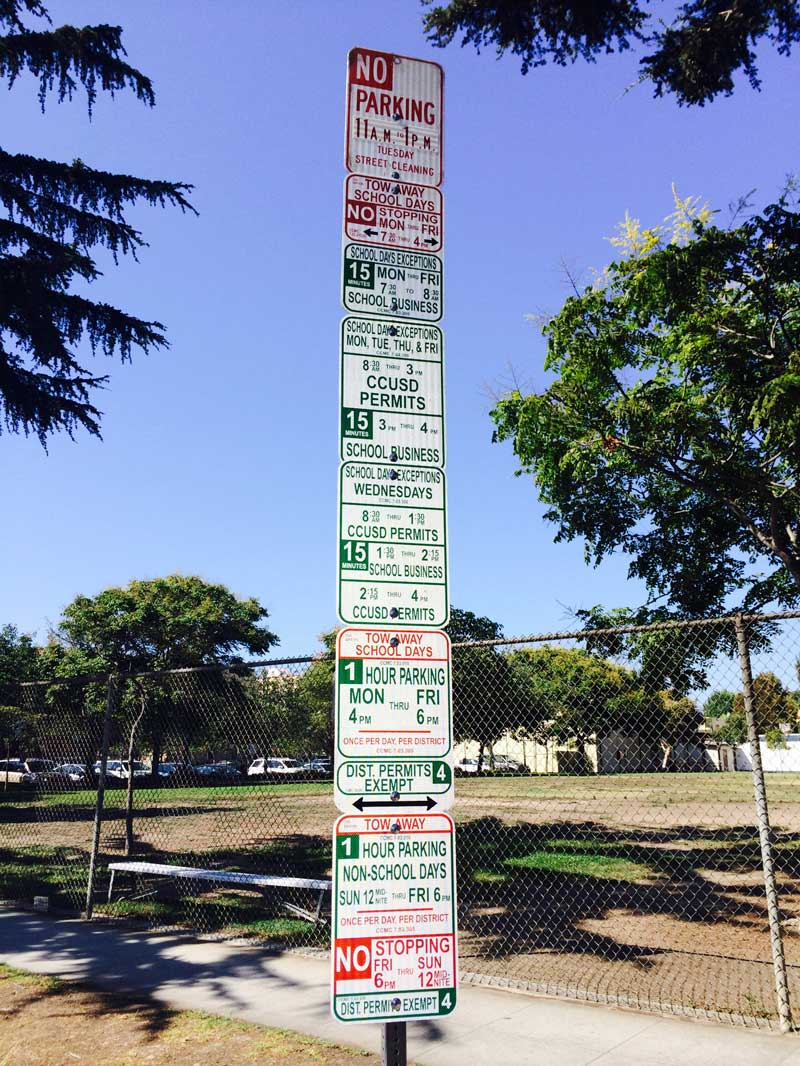 NO
PARKING
11 A.M. TO 1 P.M.
TUESDAY
STREET CLEANING
TOW AWAY
SCHOOL DAYS
NO STOPPING
MON THRU FRI
7 30 AM THRU 4 PM
SCHOOL DAYS EXCEPTIONS
15 MINUTES MON THRU FRI
7 30 AM TO 8 30 AM
SCHOOL BUSINESS
SCHOOL DAYS EXCEPTIONS
MON, TUE, THU, & FRI
8 30 AM THRU 3 PM
CCUSD
PERMITS
15 MINUTES 3 PM THRU 4 PM
SCHOOL BUSINESS
SCHOOL DAYS EXCEPTIONS
WEDNESDAYS
8 30 AM THRU 1 30 PM
CCUSD PERMITS
15 MINUTES 1 30 PM THRU 2 15 PM
SCHOOL BUSINESS
2 15 PM THRU 4 PM
CCUSD PERMITS
TOW AWAY
SCHOOL DAYS
1 HOUR PARKING
MON THRU FRI
4 PM 6 PM
ONCE PER DAY, PER DISTRICT
DIST. PERMITS 4
EXEMPT
TOW AWAY
1 HOUR PARKING
NON-SCHOOL DAYS
SUN 12 MID-NITE THRU FRI 6 PM
ONCE PER DAY, PER DISTRICT
CCMC 7.03.305
NO STOPPING
FRI THRU SUN
6 PM 12 MID-NITE
DIST. PERMIT EXEMPT 4